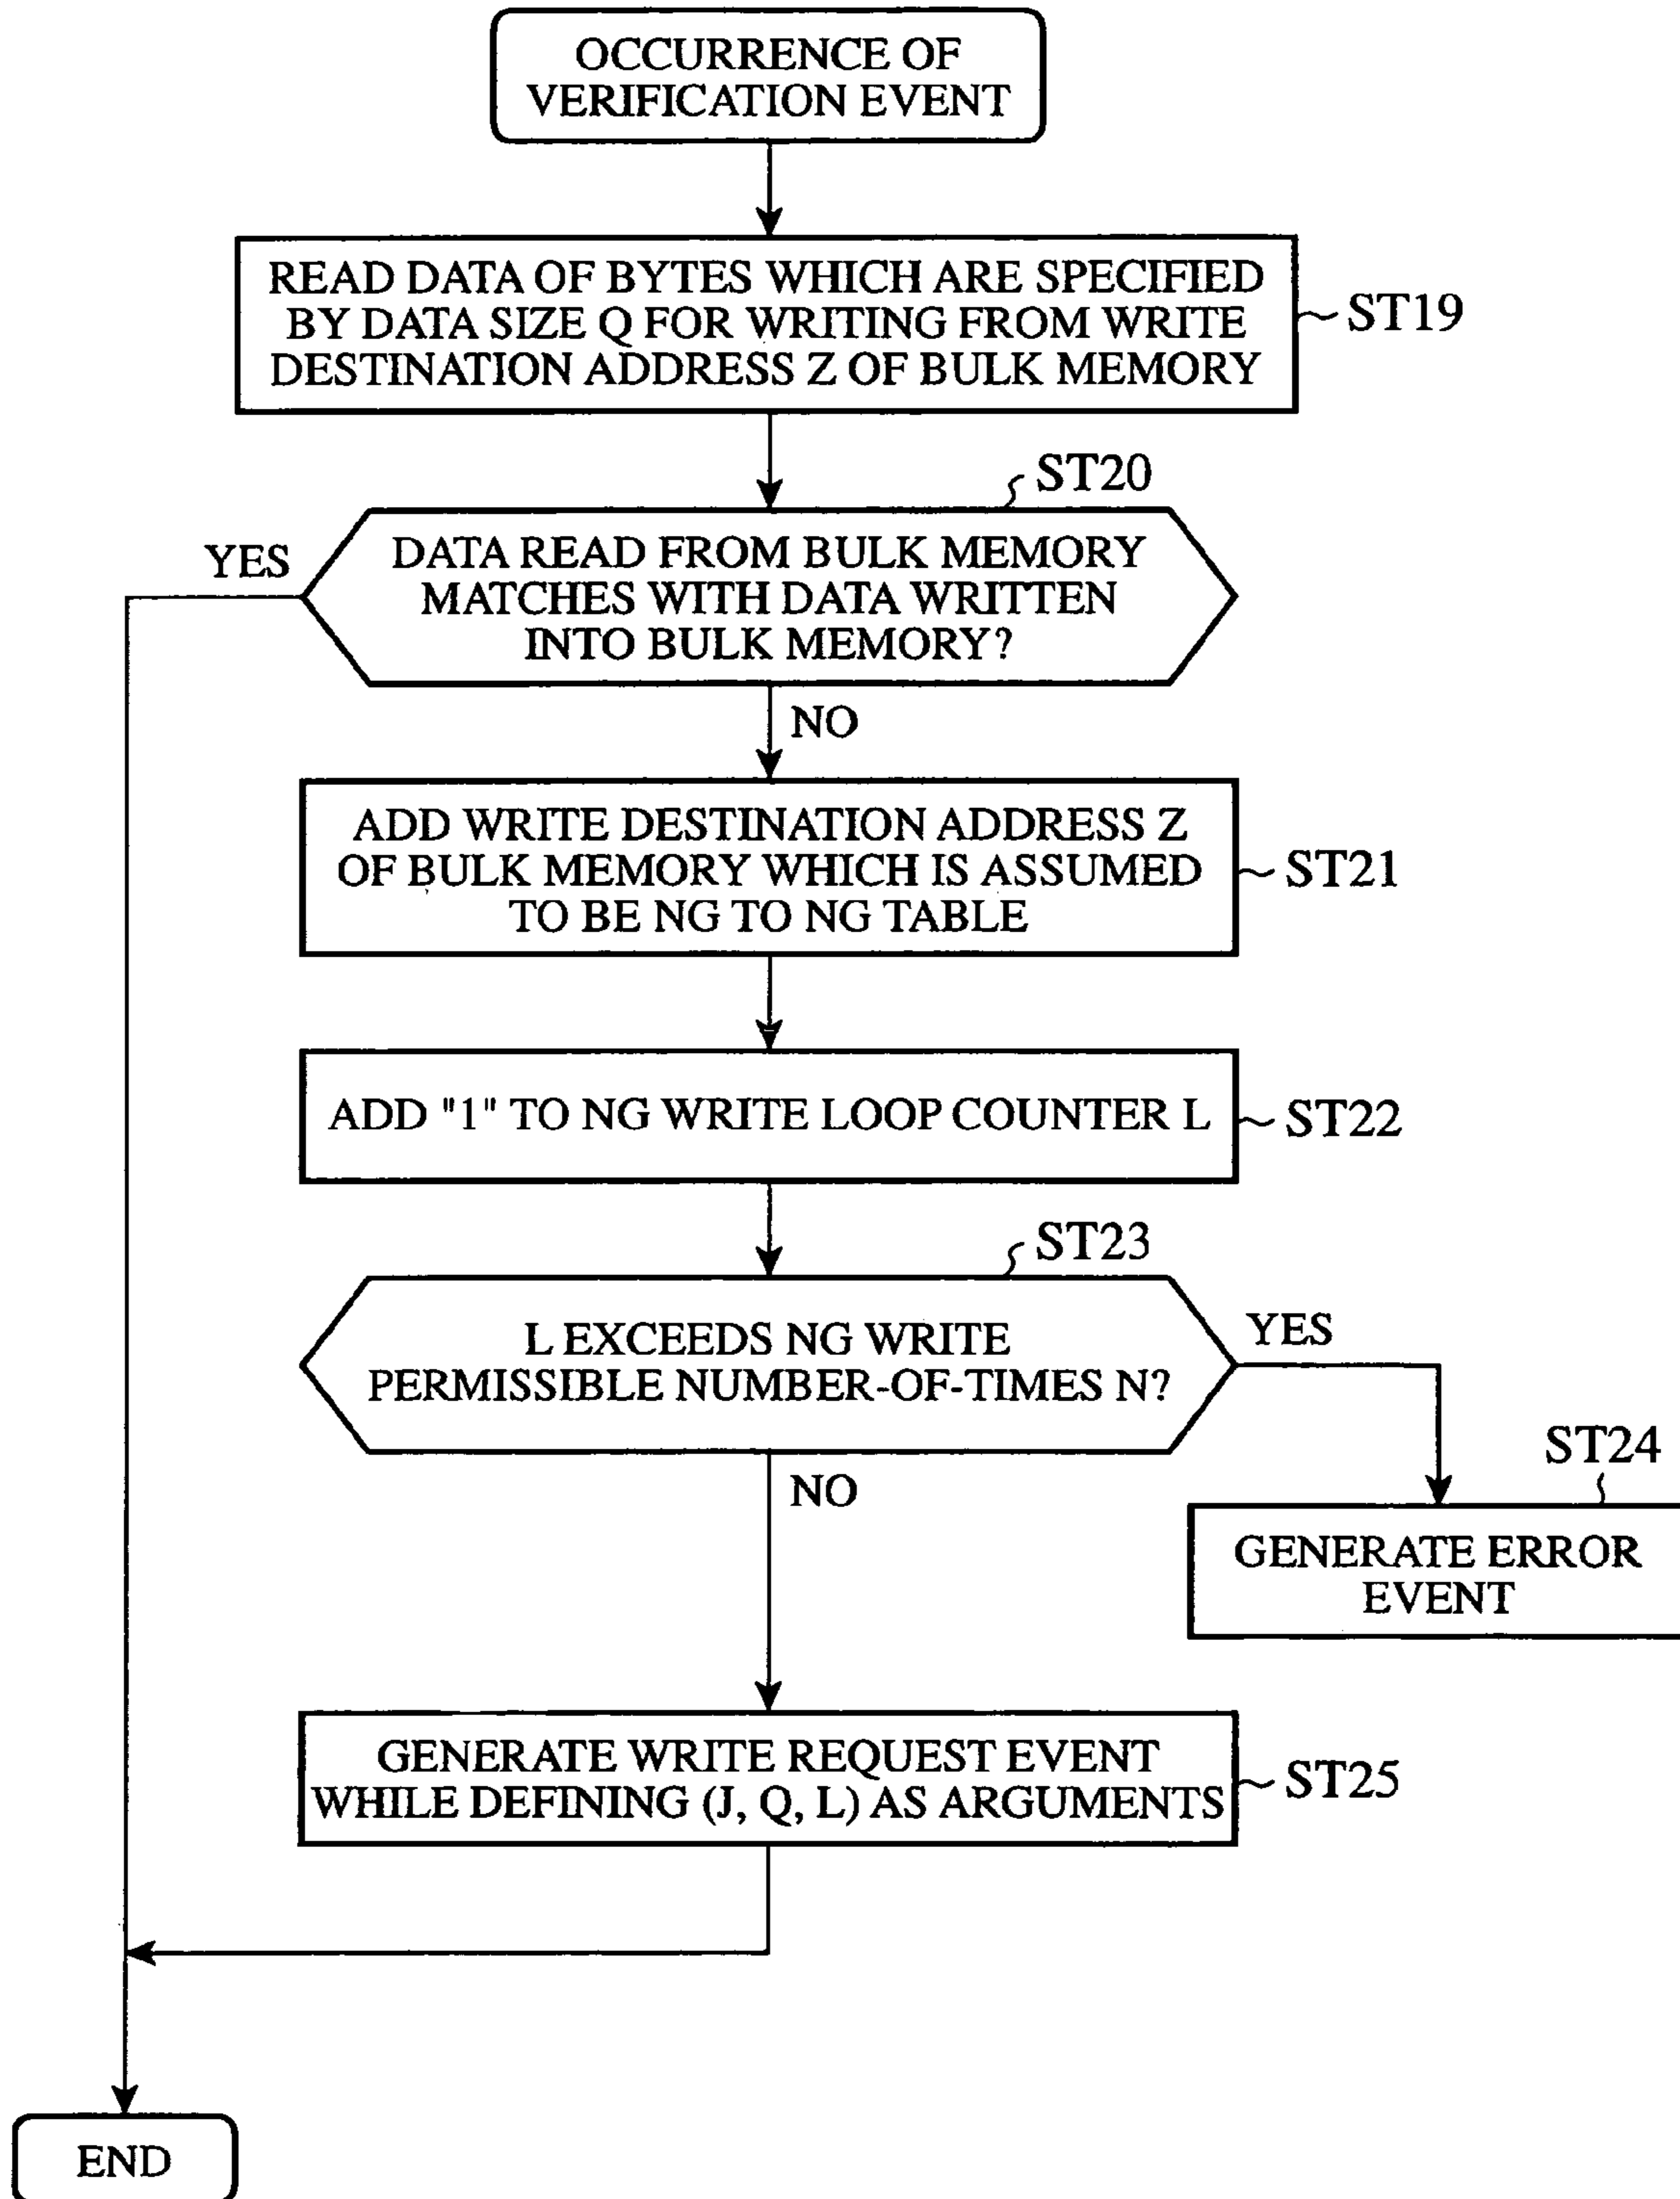 OCCURRENCE OF
VERIFICATION EVENT
READ DATA OF BYTES WHICH ARE SPECIFIED
BY DATA SIZE Q FOR WRITING FROM WRITE
DESTINATION ADDRESS Z OF BULK MEMORY
ST19
ST20
YES
DATA READ FROM BULK MEMORY
MATCHES WITH DATA WRITTEN
INTO BULK MEMORY?
NO
ADD WRITE DESTINATION ADDRESS Z
OF BULK MEMORY WHICH IS ASSUMED
TO BE NG TO NG TABLE
ST21
ADD "1" TO NG WRITE LOOP COUNTER L
ST22
ST23
L EXCEEDS NG WRITE
PERMISSIBLE NUMBER-OF-TIMES N?
YES
NO
ST24
GENERATE ERROR
EVENT
GENERATE WRITE REQUEST EVENT
WHILE DEFINING (J, Q, L) AS ARGUMENTS
ST25
END